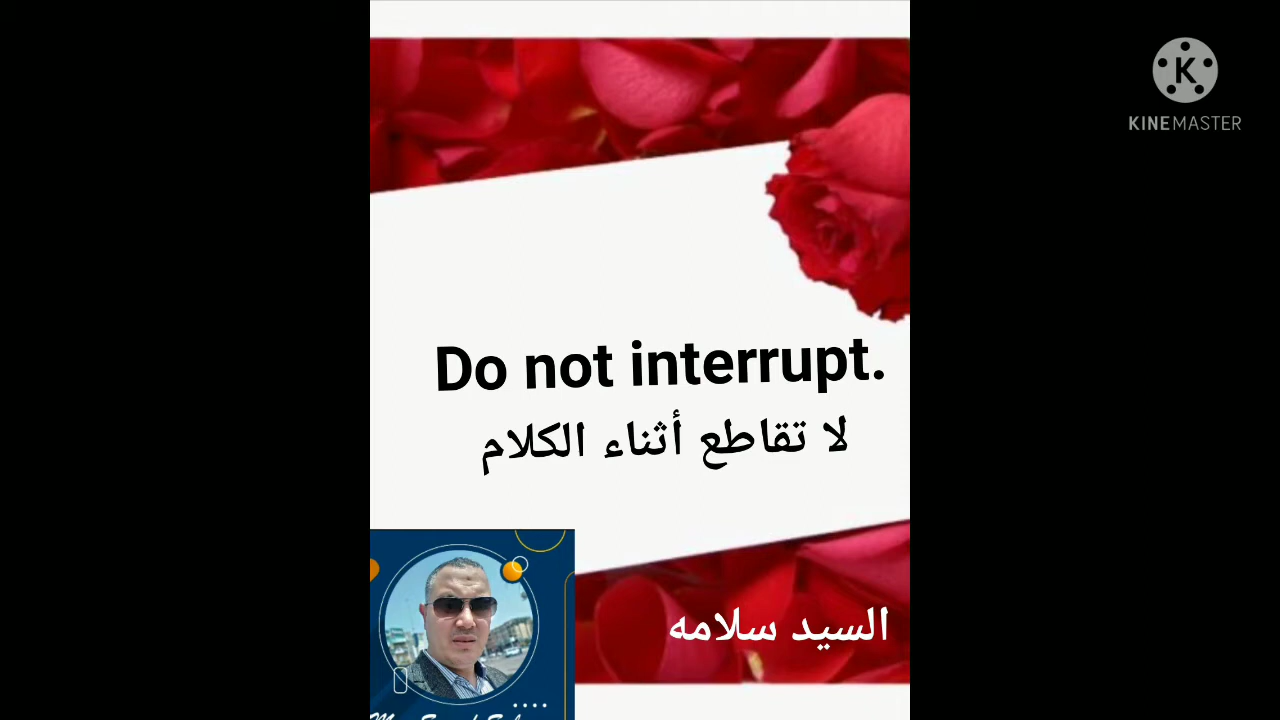 KINEMASTER
Do not interrupt.
لا تقاطع أثناء الكلام
السيد سلامه